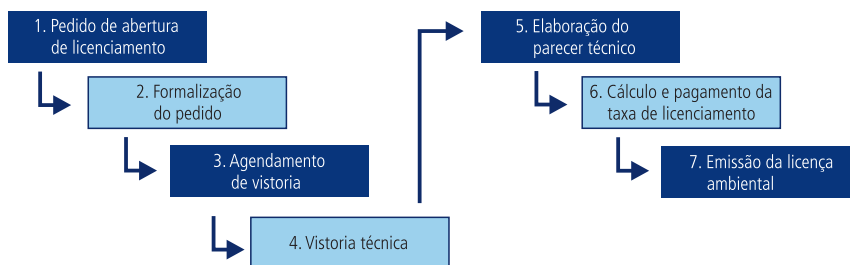 1. Pedido de abertura
de licenciamento
2. Formalização
do pedido
3. Agendamento
de vistoria
4. Vistoria técnica
5. Elaboração do
parecer técnico
6. Cálculo e pagamento da
taxa de licenciamento
7. Emissão da licença
ambiental